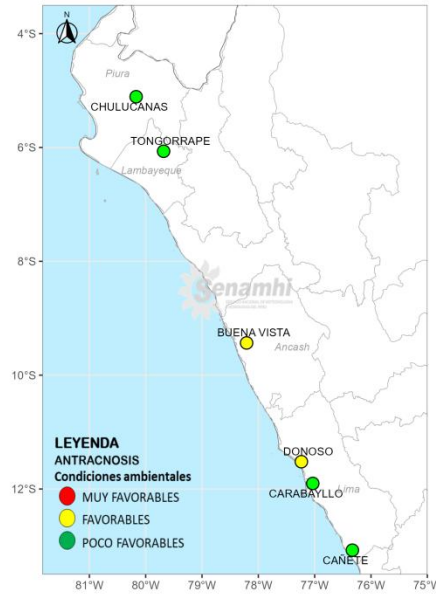 N
4°S
Piura
CHULUCANAS
TONGORRAPE
6°S
Lambayeque
8°S
Senamhi
BUENA VISTA
Ancash
10°S
LEYENDA
ANTRACNOSIS
Condiciones ambientales
MUY FAVORABLES
FAVORABLES
POCO FAVORABLES
DONOSO
12°S
CARABAYLLO
Lima
CAÑETE
81°W 80°W 79°W 78°W 77°W 76°W 75°W